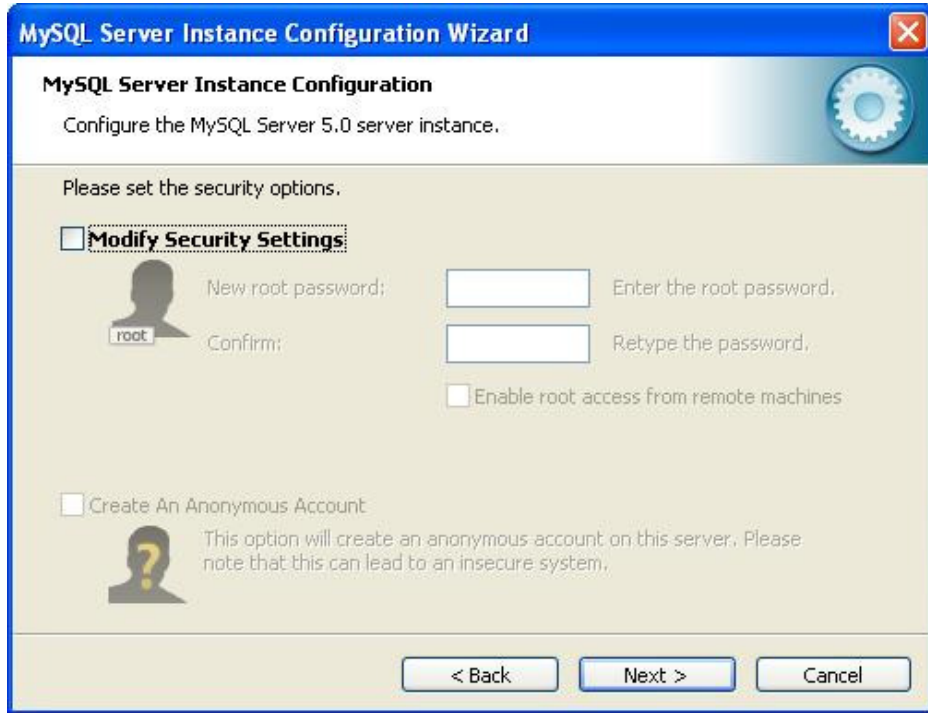 MySQL Server Instance Configuration Wizard
MySQL Server Instance Configuration
Configure the MySQL Server 5.0 server instance.
Please set the security options.
Modify Security Settings
New root password: Enter the root password.
root
Confirm: Retype the password.
Enable root access from remote machines
Create An Anonymous Account
? This option will create an anonymous account on this server. Please
note that this can lead to an insecure system.
< Back Next > Cancel